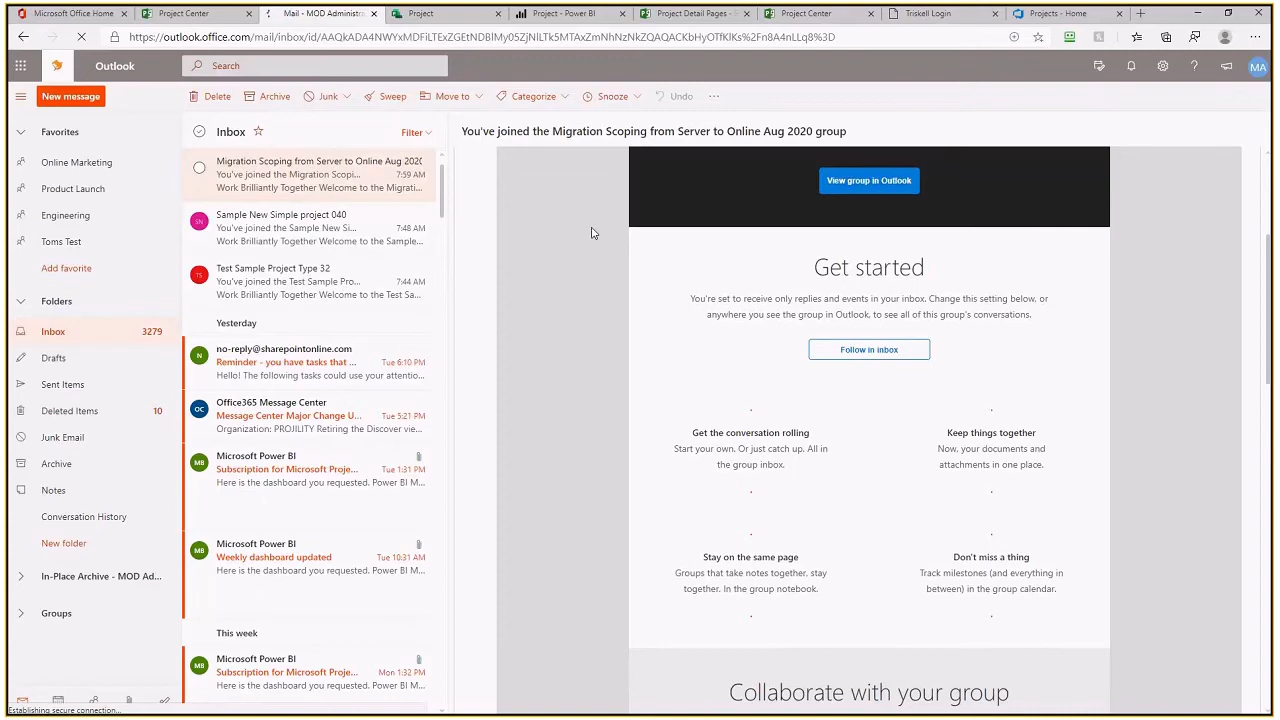 Microsoft Office Home
Project Center
Mail - MOD Administra
Project
Project - Power BI
Project Detail Pages -
Project Center
Triskell Login
Projects - Home
https://outlook.office.com/mail/inbox/id/AAQkADA4NWYxMDFiLTExZGEtNDBlMy05ZjNlLTk5MTAxZmNhNzNkZQAQACKbHyOTfKlKs%2Fn8A4nLLq8%3D
Outlook
Search
MA
New message
Delete
Archive
Junk
Sweep
Move to
Categorize
Snooze
Undo
Favorites
Online Marketing
Product Launch
Engineering
Toms Test
Add favorite
Folders
Inbox 3279
Drafts
Sent Items
Deleted Items 10
Junk Email
Archive
Notes
Conversation History
New folder
In-Place Archive - MOD Ad...
Groups
Inbox
Filter
Migration Scoping from Server to Online Aug 2020
You've joined the Migration Scopi... 7:59 AM
Work Brilliantly Together Welcome to the Migrati...
SN
Sample New Simple project 040
You've joined the Sample New Si... 7:48 AM
Work Brilliantly Together Welcome to the Sample...
TS
Test Sample Project Type 32
You've joined the Test Sample Pro... 7:44 AM
Work Brilliantly Together Welcome to the Test Sa...
Yesterday
N
no-reply@sharepointonline.com
Reminder - you have tasks that ... Tue 6:10 PM
Hello! The following tasks could use your attentio...
OC
Office365 Message Center
Message Center Major Change U... Tue 5:21 PM
Organization: PROJILITY Retiring the Discover vie...
MB
Microsoft Power BI
Subscription for Microsoft Proje... Tue 1:31 PM
Here is the dashboard you requested. Power BI M...
MB
Microsoft Power BI
Weekly dashboard updated Tue 10:31 AM
Here is the dashboard you requested. Power BI M...
This week
MB
Microsoft Power BI
Subscription for Microsoft Proje... Mon 1:32 PM
Here is the dashboard you requested. Power BI M...
You've joined the Migration Scoping from Server to Online Aug 2020 group
View group in Outlook
Get started
You're set to receive only replies and events in your inbox. Change this setting below, or
anywhere you see the group in Outlook, to see all of this group's conversations.
Follow in inbox
Get the conversation rolling
Start your own. Or just catch up. All in
the group inbox.
Keep things together
Now, your documents and
attachments in one place.
Stay on the same page
Groups that take notes together, stay
together. In the group notebook.
Don't miss a thing
Track milestones (and everything in
between) in the group calendar.
Collaborate with your group
Establishing secure connection...